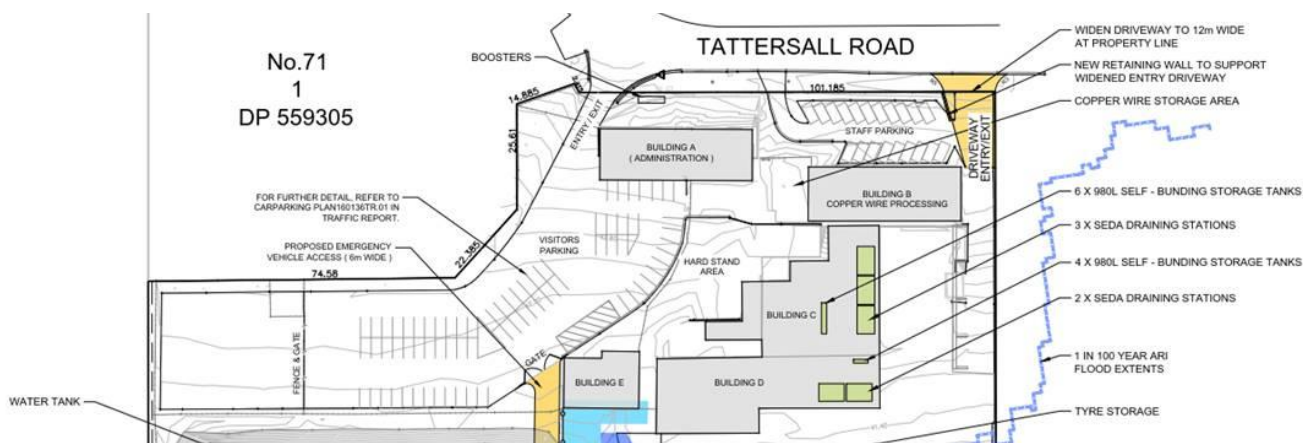 No.71
1
DP 559305
TATTERSALL ROAD
BOOSTERS
14.885
25.61
22.385
74.58
101.185
ENTRY / EXIT
WIDEN DRIVEWAY TO 12m WIDE
AT PROPERTY LINE
NEW RETAINING WALL TO SUPPORT
WIDENED ENTRY DRIVEWAY
COPPER WIRE STORAGE AREA
STAFF PARKING
DRIVEWAY
ENTRY/EXIT
BUILDING A
( ADMINISTRATION )
BUILDING B
COPPER WIRE PROCESSING
FOR FURTHER DETAIL, REFER TO
CARPARKING PLAN160136TR.01 IN
TRAFFIC REPORT.
PROPOSED EMERGENCY
VEHICLE ACCESS ( 6m WIDE )
VISITORS
PARKING
HARD STAND
AREA
6 X 980L SELF - BUNDING STORAGE TANKS
3 X SEDA DRAINING STATIONS
4 X 980L SELF - BUNDING STORAGE TANKS
2 X SEDA DRAINING STATIONS
BUILDING C
FENCE & GATE
GATE
BUILDING E
BUILDING D
1 IN 100 YEAR ARI
FLOOD EXTENTS
WATER TANK
TYRE STORAGE